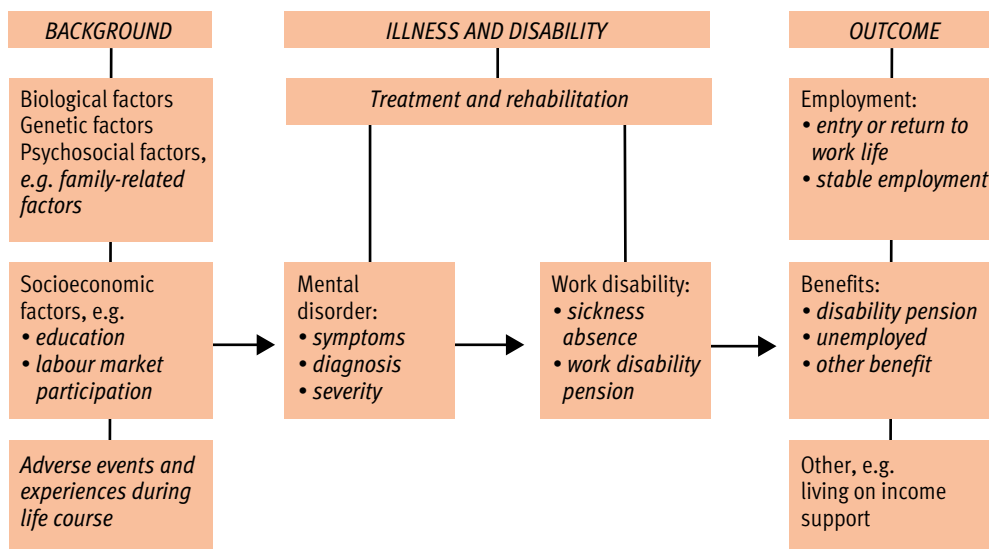 BACKGROUND
Biological factors
Genetic factors
Psychosocial factors,
e.g. family-related
factors
Socioeconomic
factors, e.g.
• education
• labour market
participation
Adverse events and
experiences during
life course
ILLNESS AND DISABILITY
Treatment and rehabilitation
Mental
disorder:
• symptoms
• diagnosis
• severity
Work disability:
• sickness
absence
• work disability
pension
OUTCOME
Employment:
• entry or return to
work life
• stable employment
Benefits:
• disability pension
• unemployed
• other benefit
Other, e.g.
living on income
support